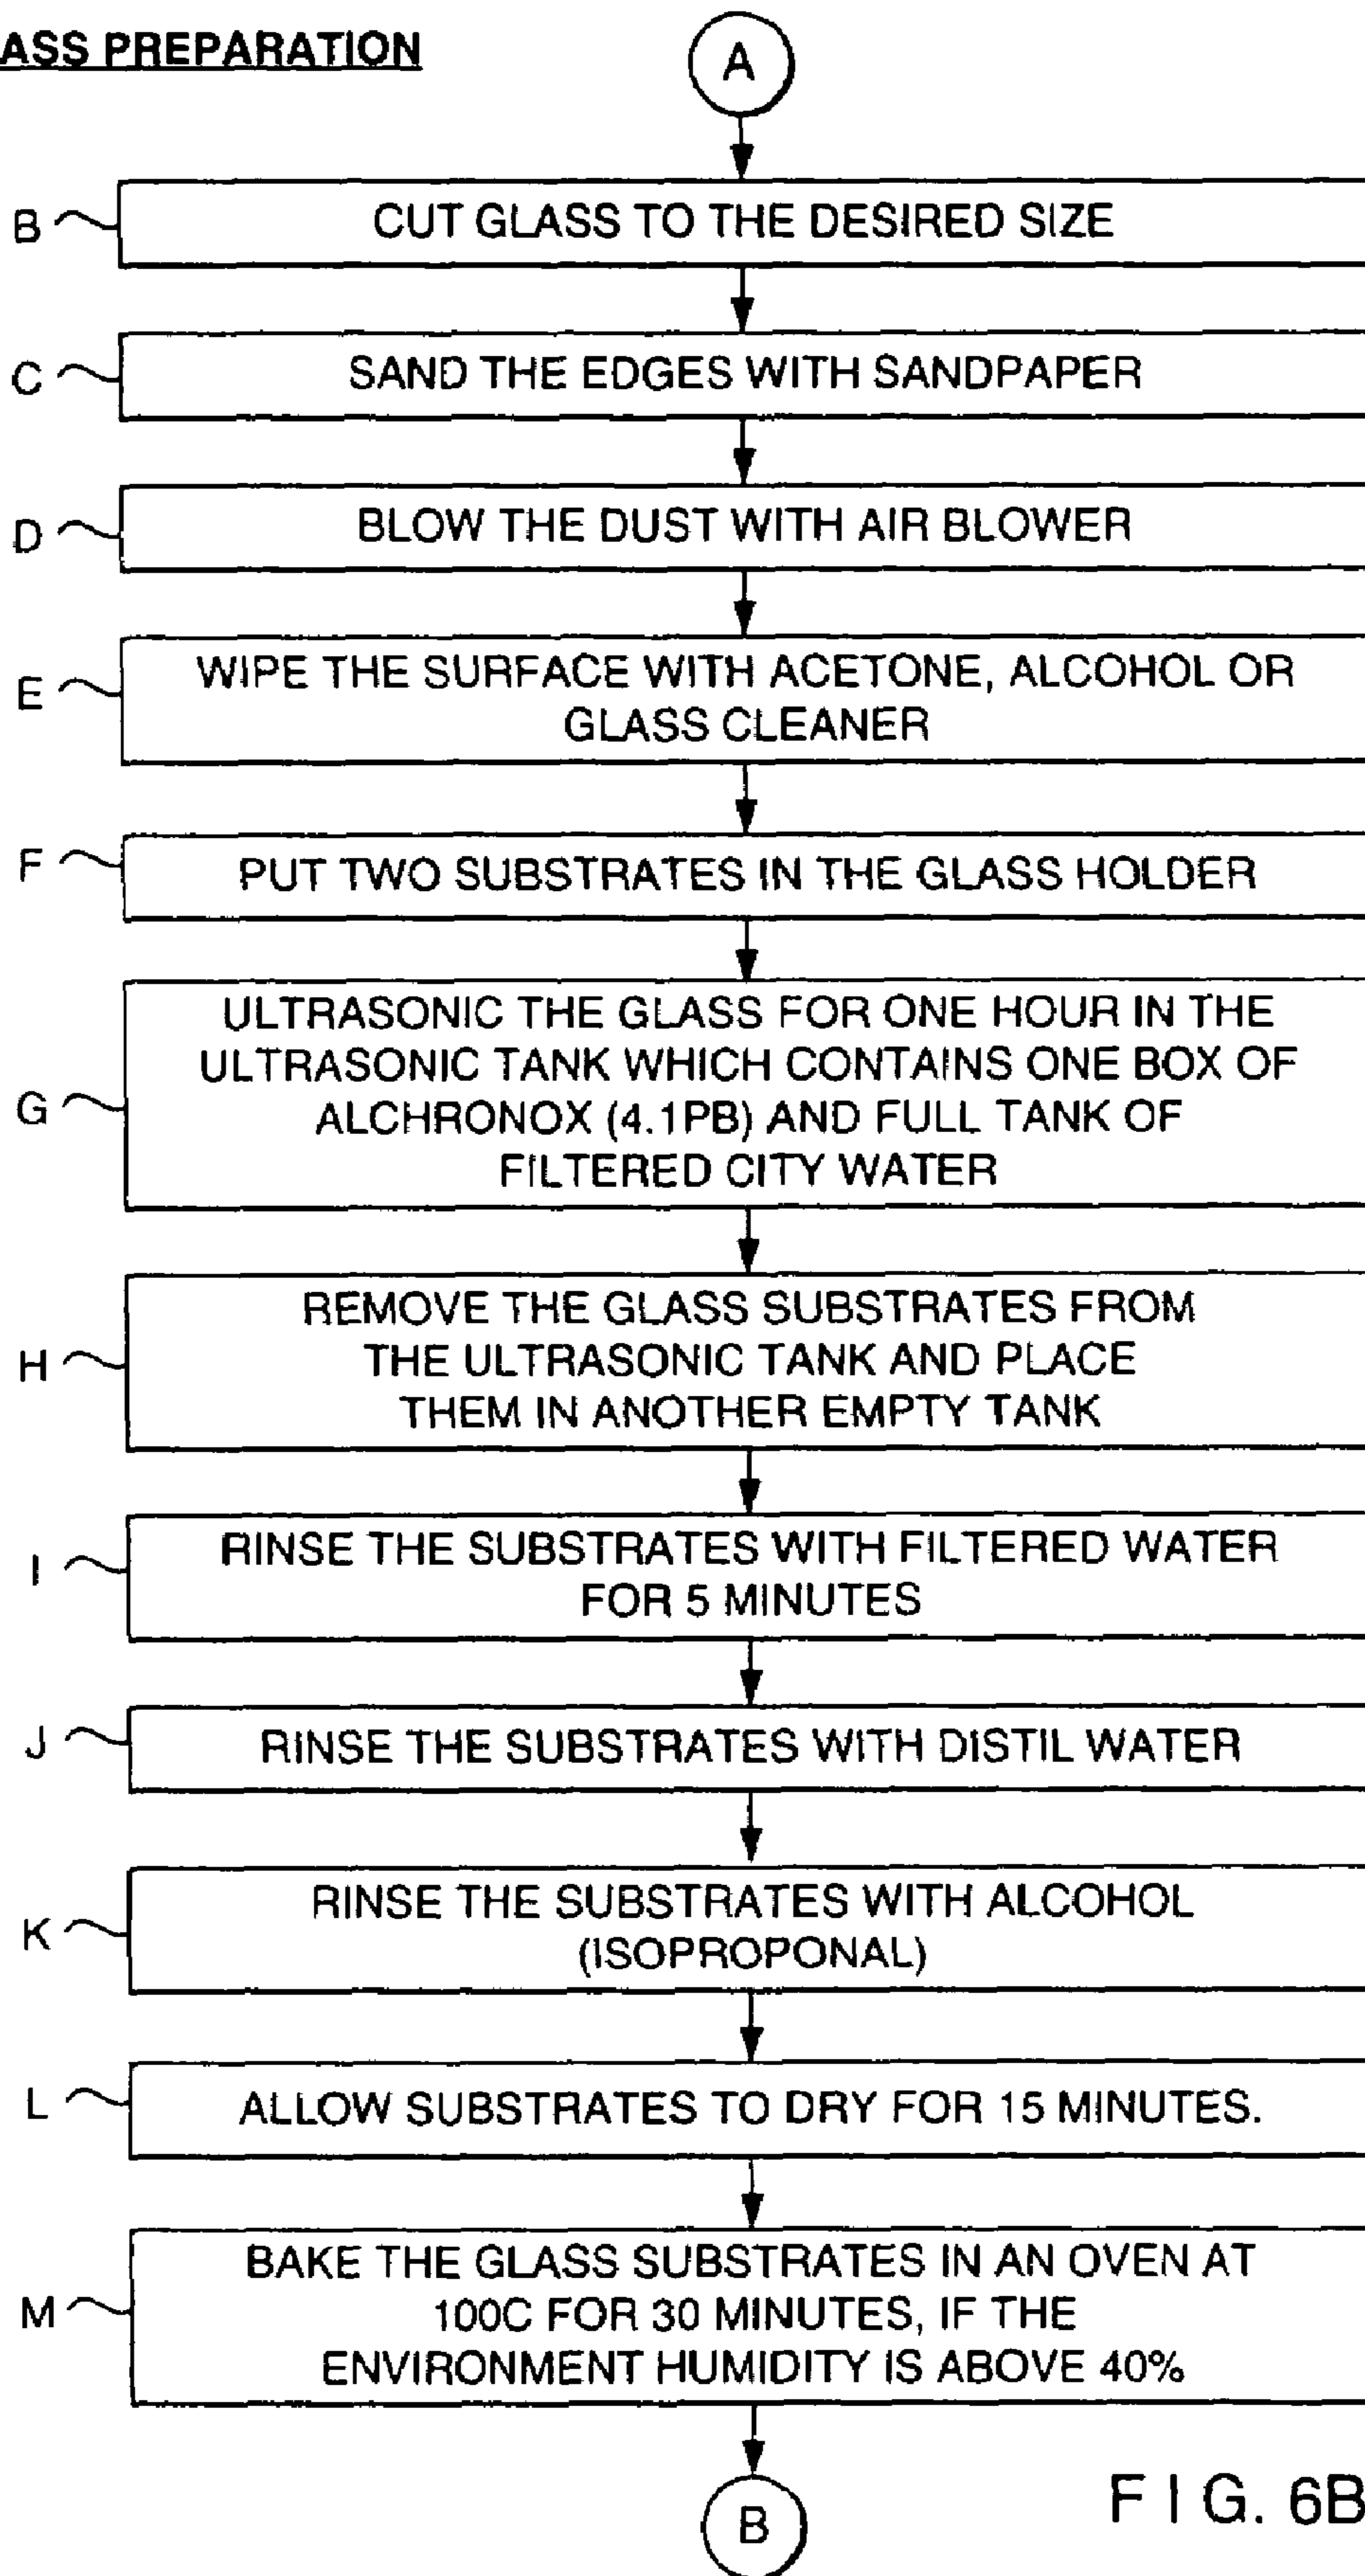 ASS PREPARATION
A
B
CUT GLASS TO THE DESIRED SIZE
C
SAND THE EDGES WITH SANDPAPER
D
BLOW THE DUST WITH AIR BLOWER
E
WIPE THE SURFACE WITH ACETONE, ALCOHOL OR
GLASS CLEANER
F
PUT TWO SUBSTRATES IN THE GLASS HOLDER
G
ULTRASONIC THE GLASS FOR ONE HOUR IN THE
ULTRASONIC TANK WHICH CONTAINS ONE BOX OF
ALCHRONOX (4.1PB) AND FULL TANK OF
FILTERED CITY WATER
H
REMOVE THE GLASS SUBSTRATES FROM
THE ULTRASONIC TANK AND PLACE
THEM IN ANOTHER EMPTY TANK
I
RINSE THE SUBSTRATES WITH FILTERED WATER
FOR 5 MINUTES
J
RINSE THE SUBSTRATES WITH DISTIL WATER
K
RINSE THE SUBSTRATES WITH ALCOHOL
(ISOPROPONAL)
L
ALLOW SUBSTRATES TO DRY FOR 15 MINUTES.
M
BAKE THE GLASS SUBSTRATES IN AN OVEN AT
100C FOR 30 MINUTES, IF THE
ENVIRONMENT HUMIDITY IS ABOVE 40%
B
FIG. 6B